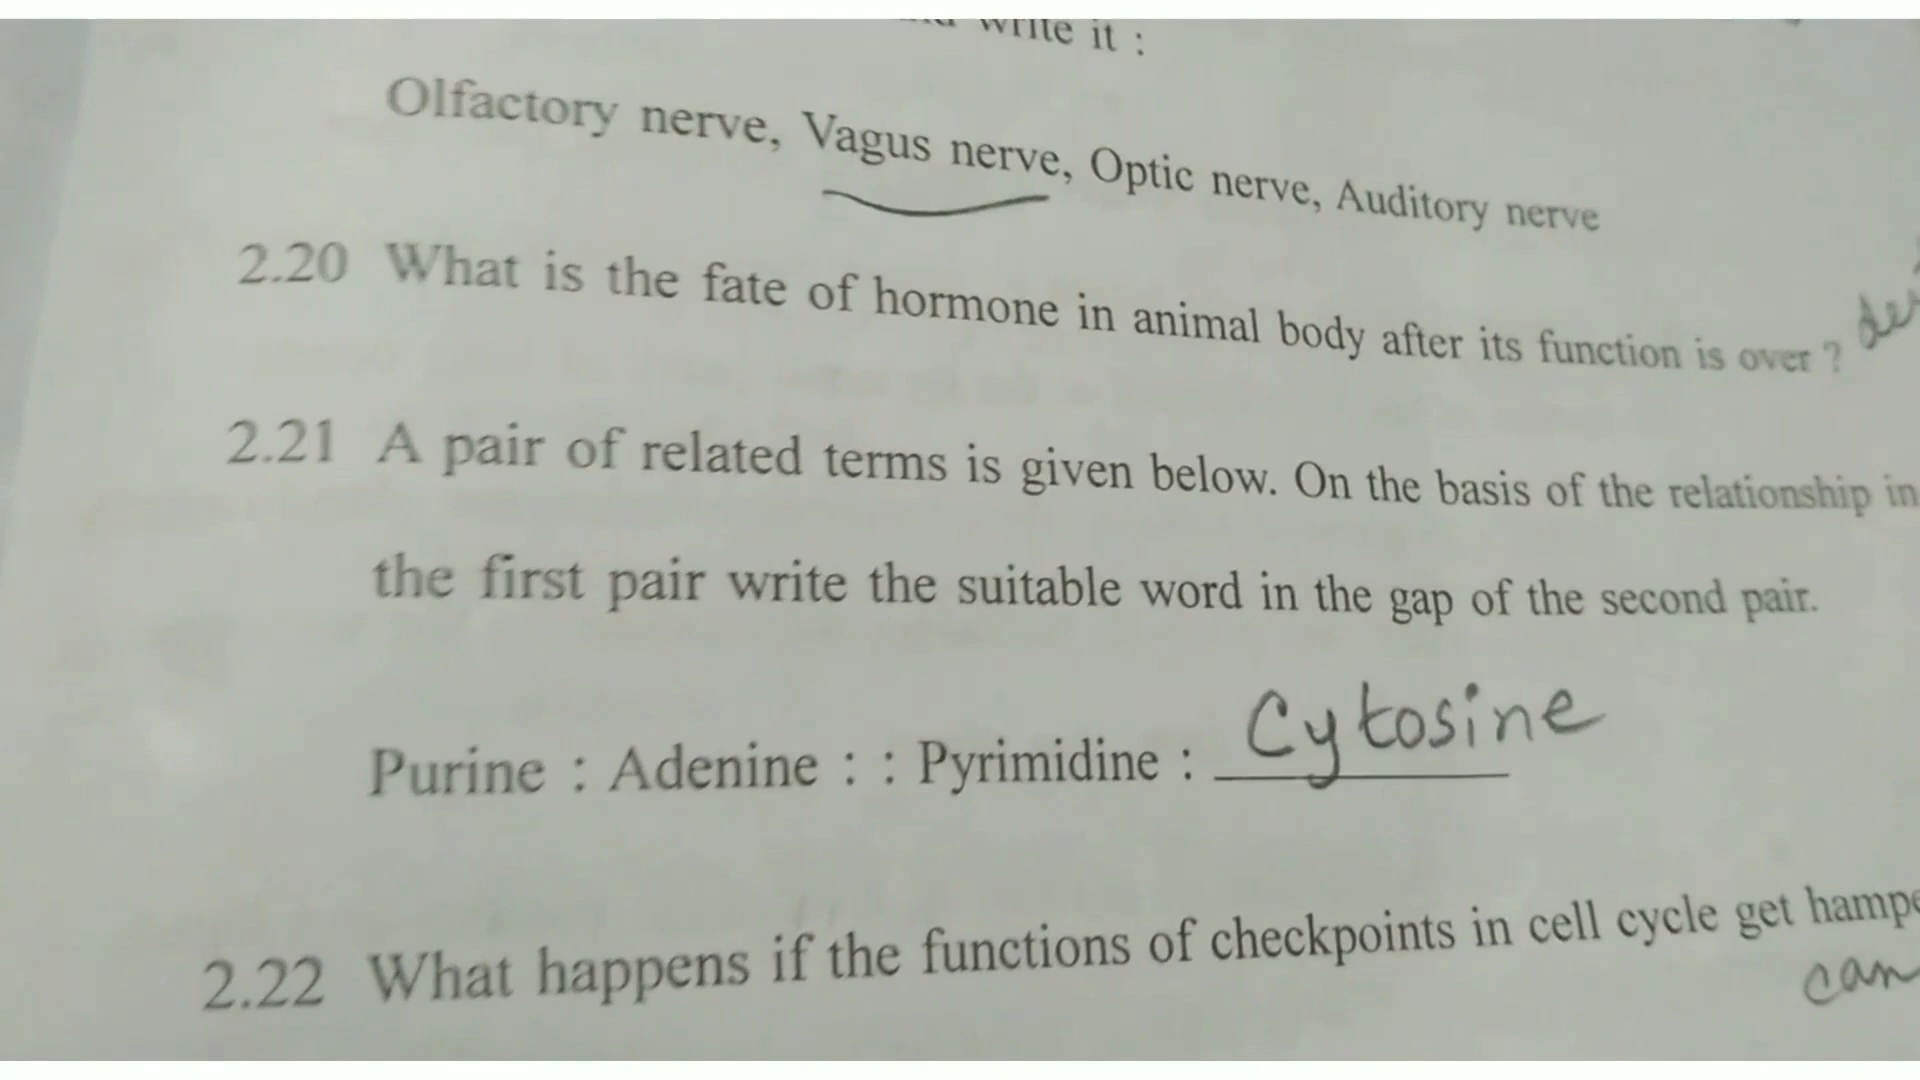 write it :
Olfactory nerve, Vagus nerve, Optic nerve, Auditory nerve
2.20 What is the fate of hormone in animal body after its function is over ?
2.21 A pair of related terms is given below. On the basis of the relationship in
the first pair write the suitable word in the gap of the second pair.
Purine : Adenine : : Pyrimidine : Cytosine
2.22 What happens if the functions of checkpoints in cell cycle get